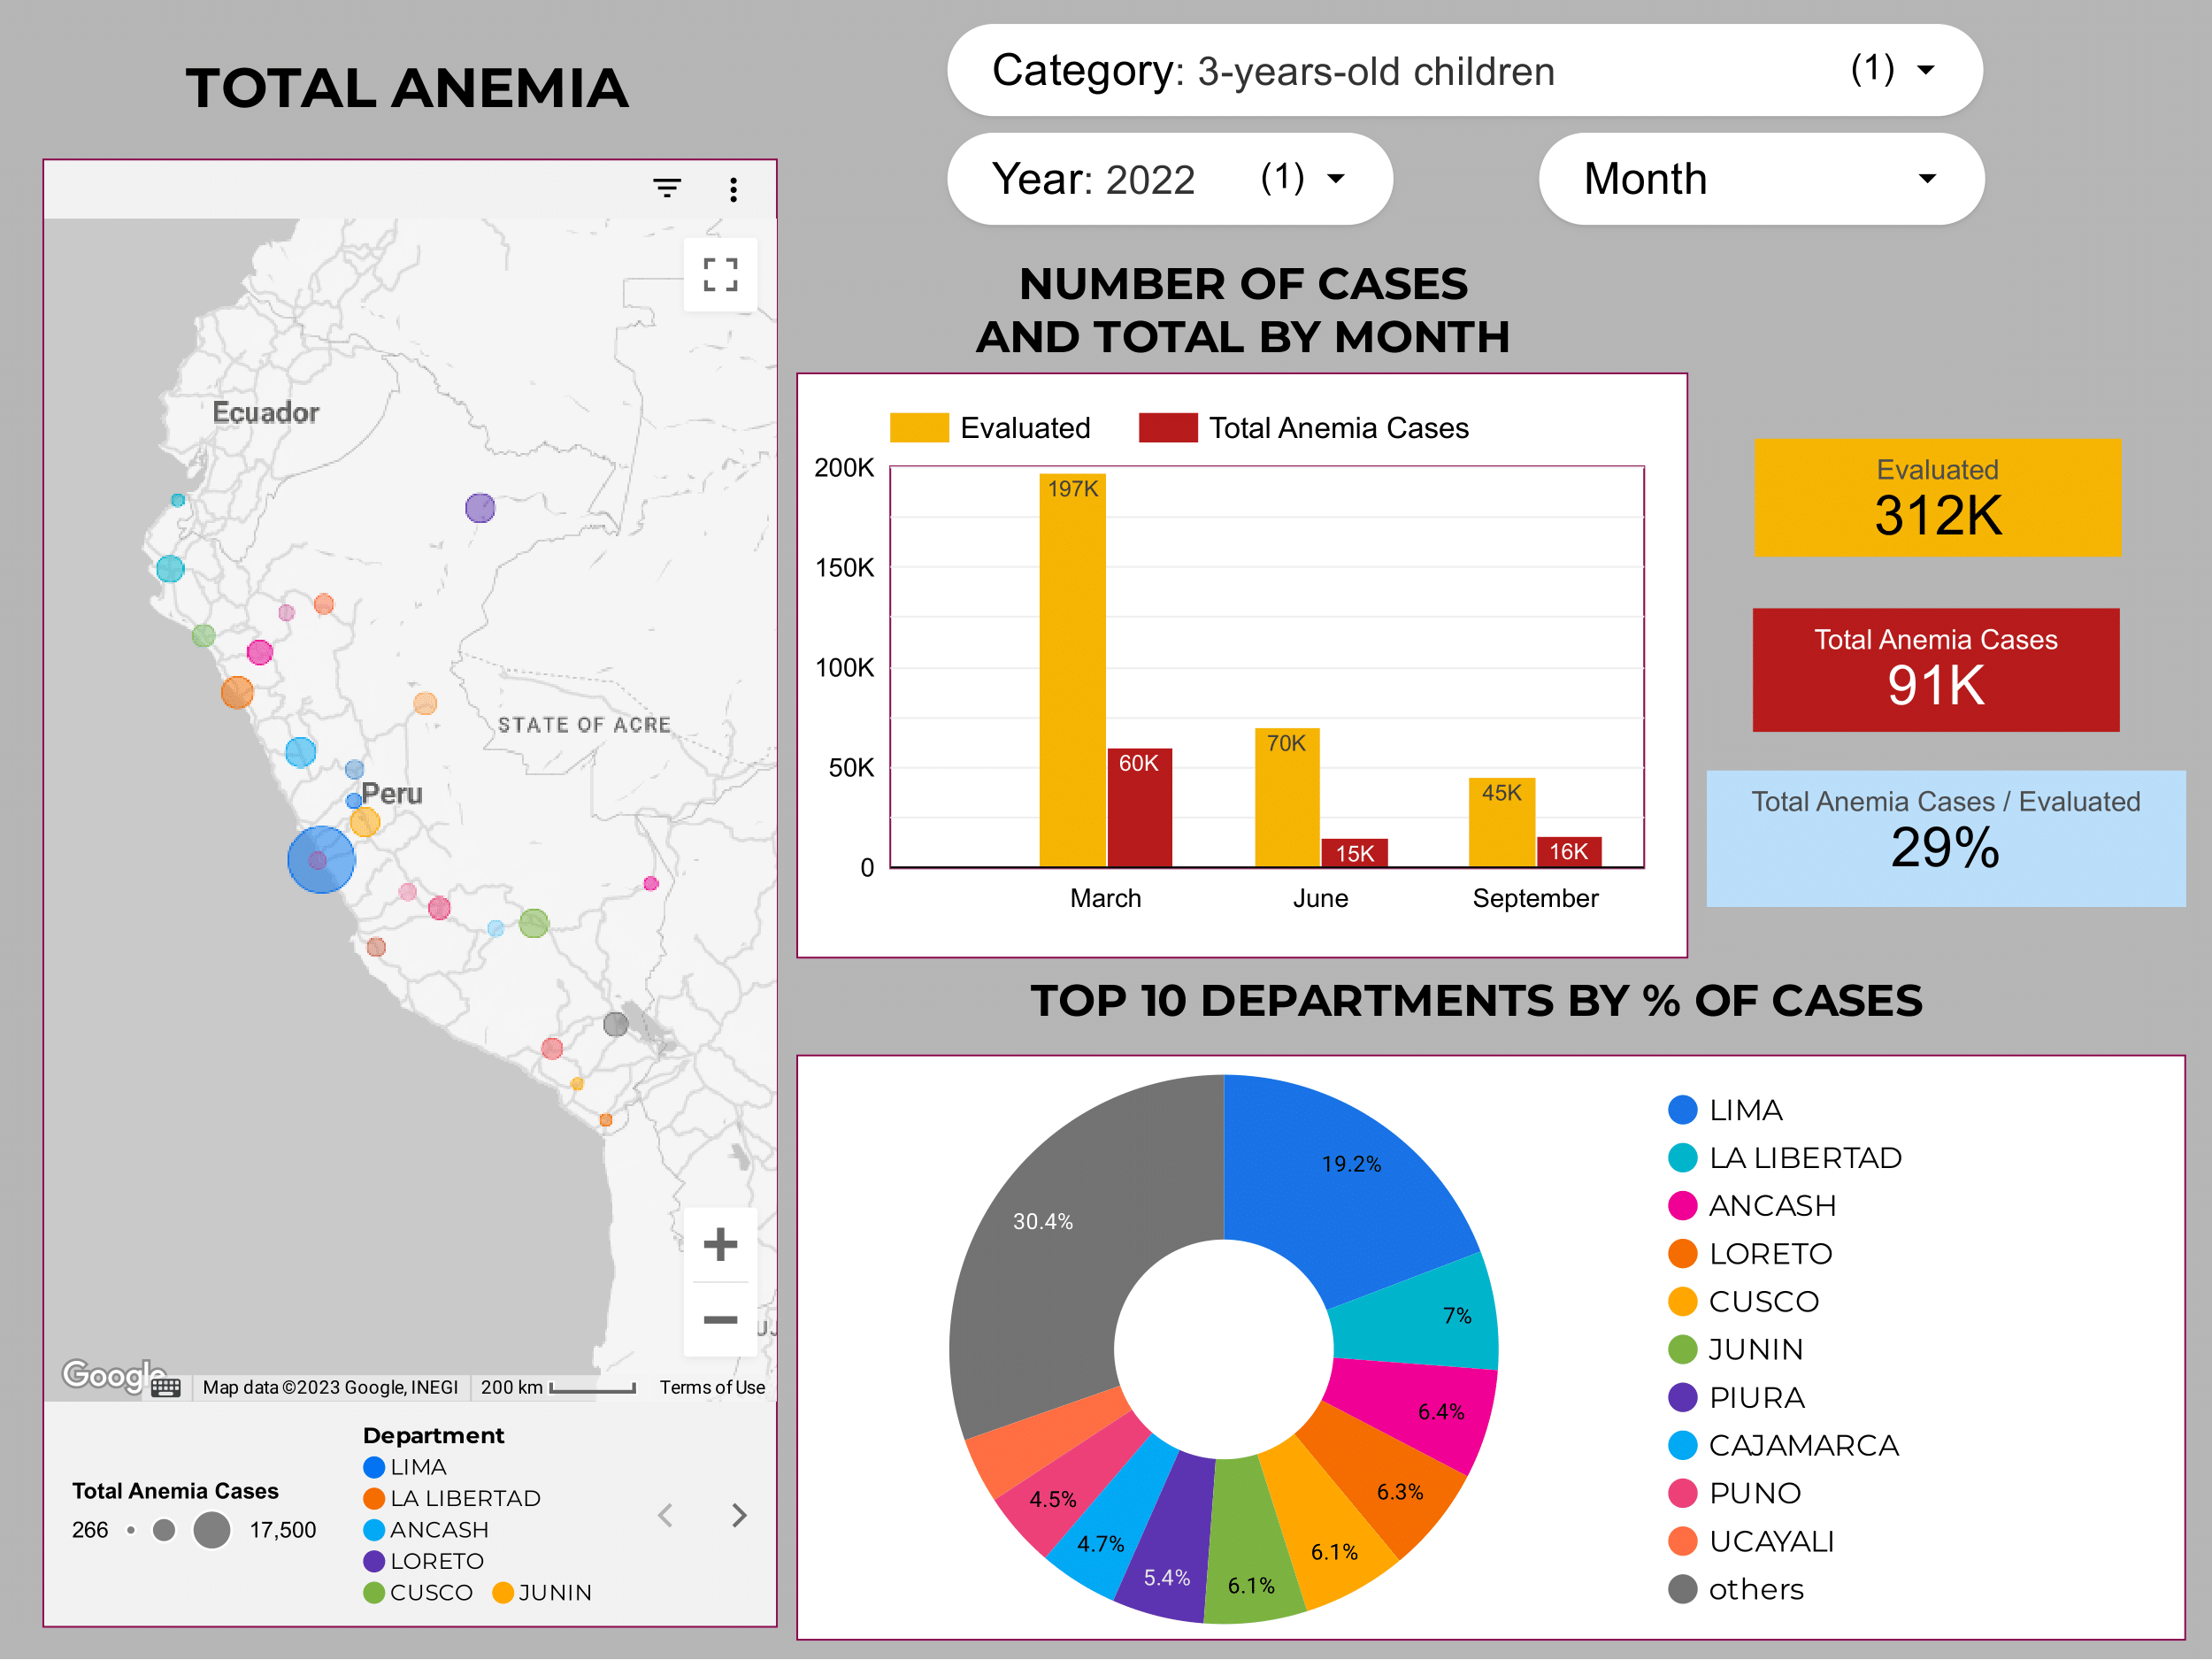 TOTAL ANEMIA
Category: 3-years-old children (1)
Year: 2022 (1)
Month
Ecuador
STATE OF ACRE
Peru
Google
Map data ©2023 Google, INEGI
200 km
Terms of Use
Total Anemia Cases
266
17,500
Department
LIMA
LA LIBERTAD
ANCASH
LORETO
CUSCO JUNIN
NUMBER OF CASES
AND TOTAL BY MONTH
Evaluated Total Anemia Cases
200K
150K
100K
50K
0
197K
60K
70K
15K
45K
16K
March June September
Evaluated
312K
Total Anemia Cases
91K
Total Anemia Cases / Evaluated
29%
TOP 10 DEPARTMENTS BY % OF CASES
19.2%
7%
6.4%
6.3%
6.1%
6.1%
5.4%
4.7%
4.5%
30.4%
LIMA
LA LIBERTAD
ANCASH
LORETO
CUSCO
JUNIN
PIURA
CAJAMARCA
PUNO
UCAYALI
others